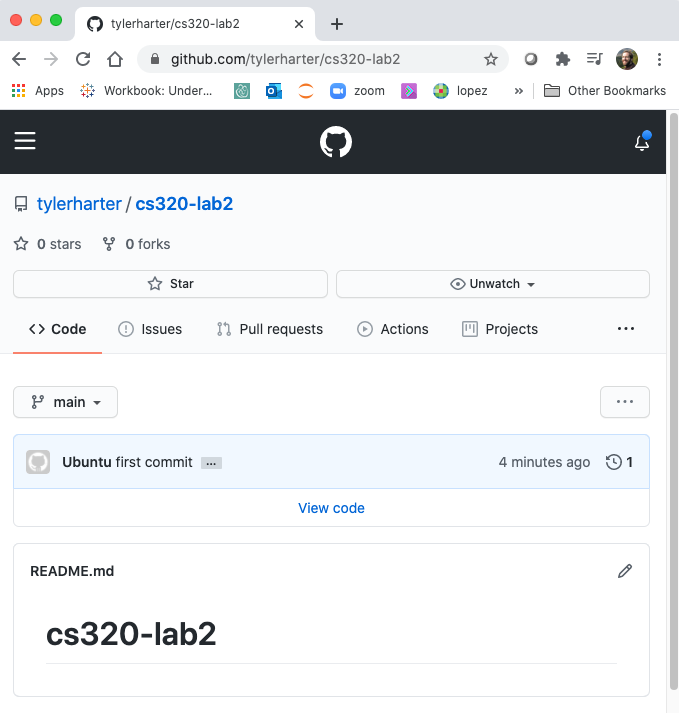 tylerharter/cs320-lab2
github.com/tylerharter/cs320-lab2
Apps Workbook: Under... zoom lopez » Other Bookmarks
tylerharter / cs320-lab2
0 stars 0 forks
Star Unwatch
Code Issues Pull requests Actions Projects ...
main ...
Ubuntu first commit ... 4 minutes ago 1
View code
README.md
cs320-lab2